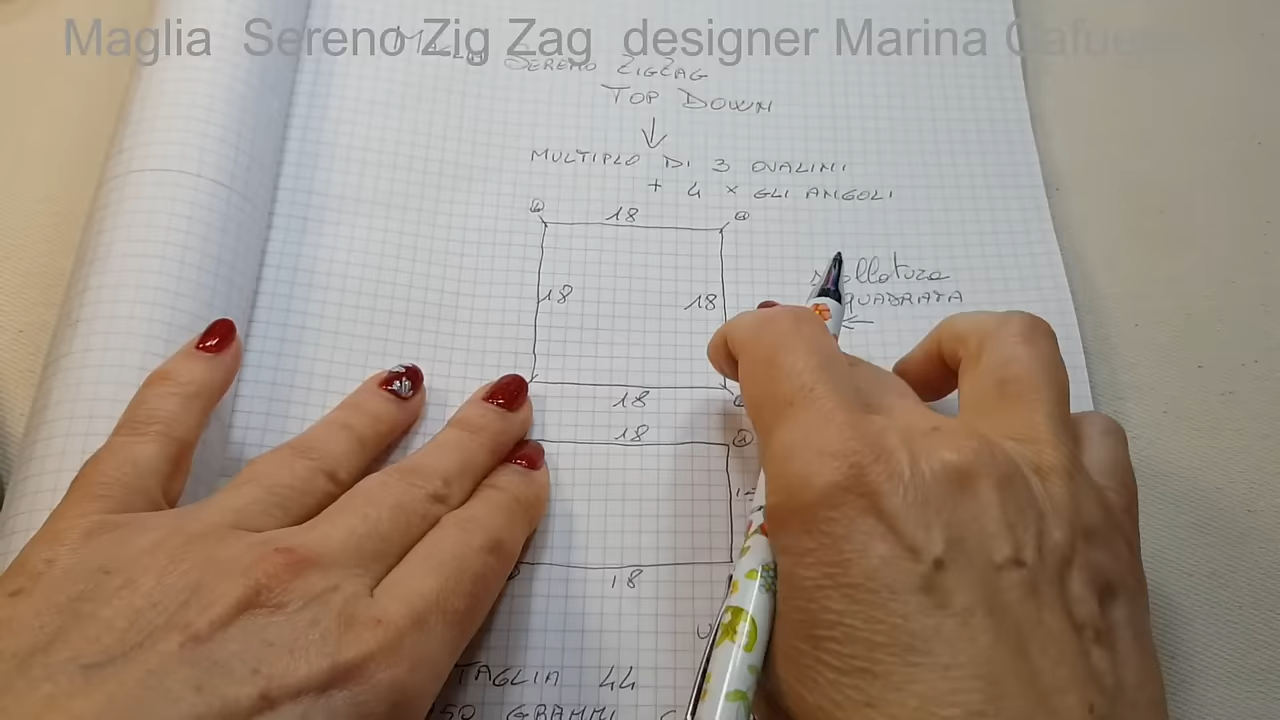 Maglia Sereno Zig Zag designer Marina
MAGLIA SERENO ZIGZAG
TOP DOWN
MULTIPLO DI 3 OVALINI
+ 4 x GLI ANGOLI
18
18 18
QUADRATA
18
18
18
TAGLIA 44
GRAMMI